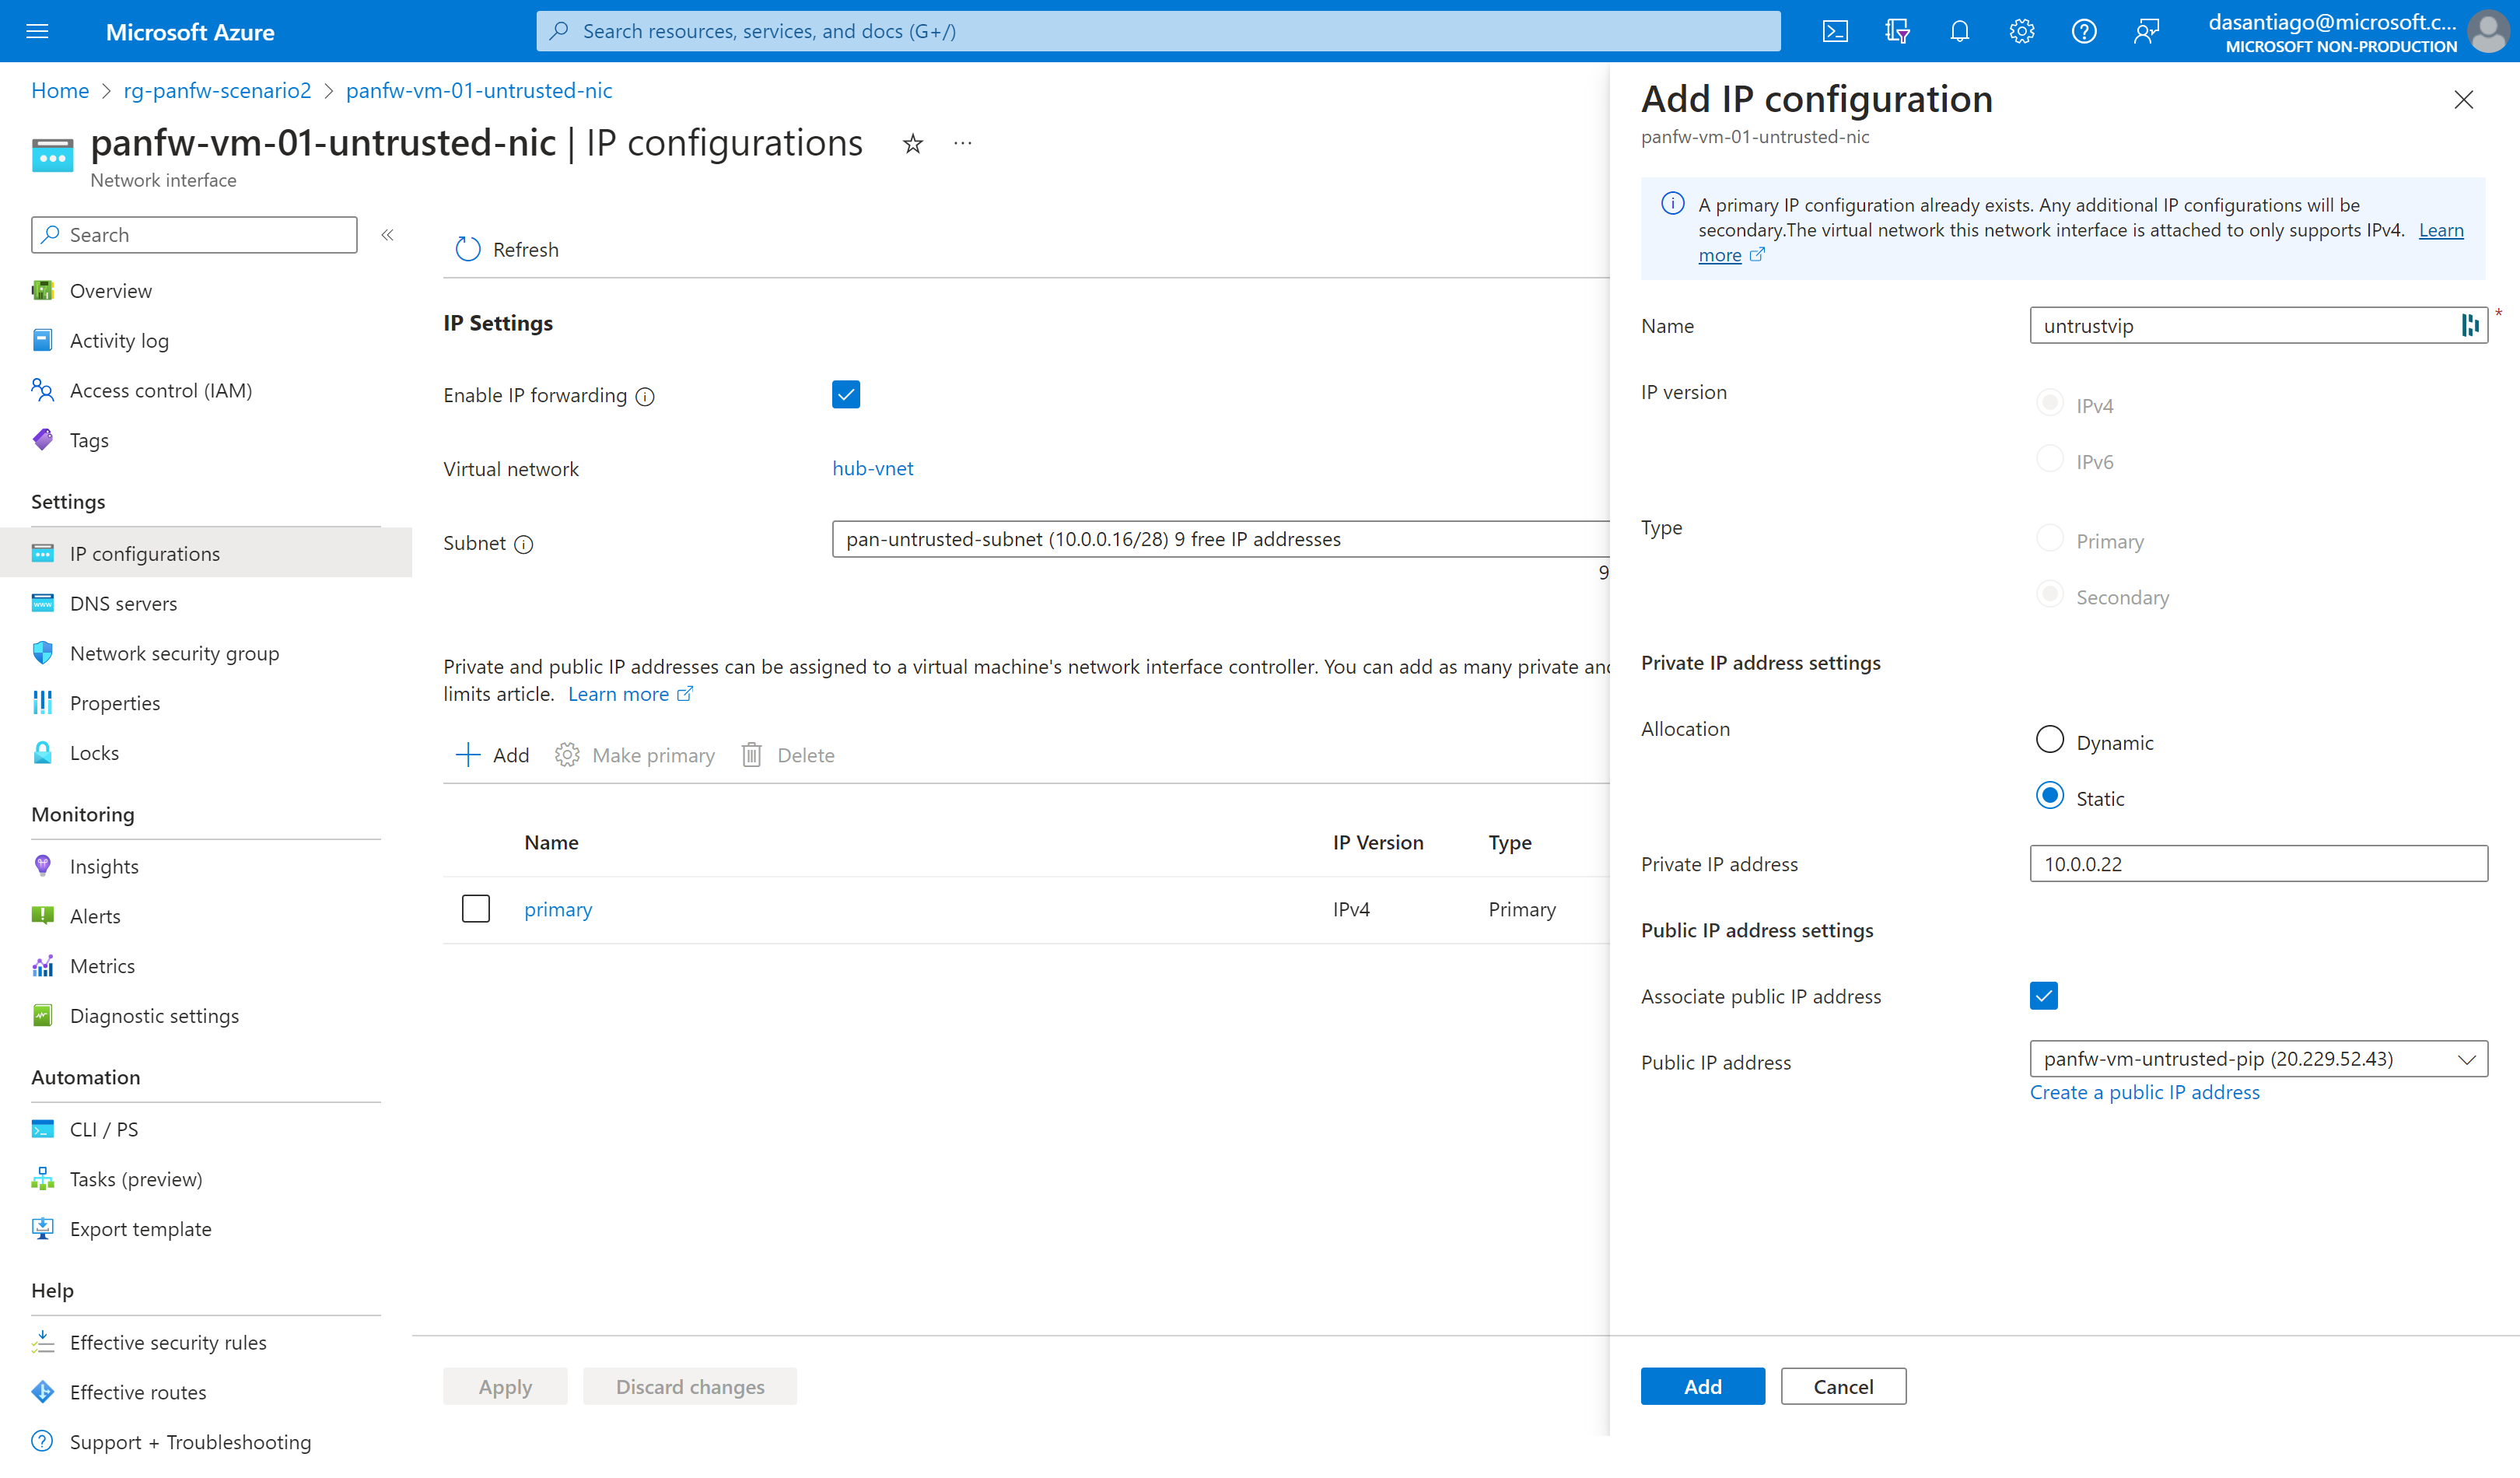 Microsoft Azure
Search resources, services, and docs (G+/)
dasantiago@microsoft.c...
MICROSOFT NON-PRODUCTION
Home > rg-panfw-scenario2 > panfw-vm-01-untrusted-nic
panfw-vm-01-untrusted-nic | IP configurations
Network interface
Search
Overview
Activity log
Access control (IAM)
Tags
Settings
IP configurations
DNS servers
Network security group
Properties
Locks
Monitoring
Insights
Alerts
Metrics
Diagnostic settings
Automation
CLI / PS
Tasks (preview)
Export template
Help
Effective security rules
Effective routes
Support + Troubleshooting
Refresh
IP Settings
Enable IP forwarding
Virtual network
hub-vnet
Subnet
pan-untrusted-subnet (10.0.0.16/28) 9 free IP addresses
9
Private and public IP addresses can be assigned to a virtual machine's network interface controller. You can add as many private and
limits article. Learn more
Add Make primary Delete
Name IP Version Type
primary IPv4 Primary
Apply Discard changes
Add IP configuration
panfw-vm-01-untrusted-nic
A primary IP configuration already exists. Any additional IP configurations will be
secondary.The virtual network this network interface is attached to only supports IPv4. Learn
more
Name
untrustvip
*
IP version
IPv4
IPv6
Type
Primary
Secondary
Private IP address settings
Allocation
Dynamic
Static
Private IP address
10.0.0.22
Public IP address settings
Associate public IP address
Public IP address
panfw-vm-untrusted-pip (20.229.52.43)
Create a public IP address
Add Cancel